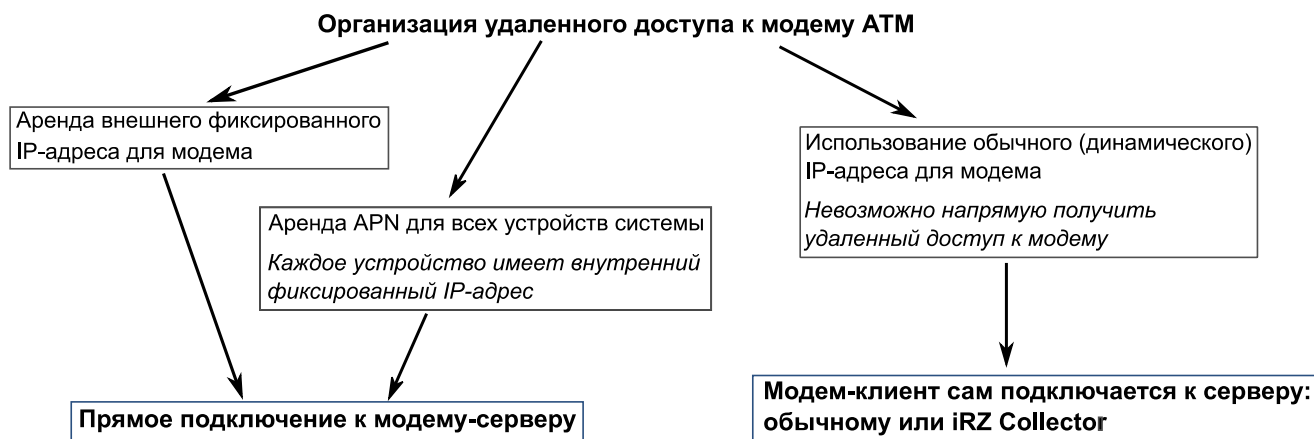 Организация удаленного доступа к модему ATM
Аренда внешнего фиксированного
IP-адреса для модема
Аренда APN для всех устройств системы
Каждое устройство имеет внутренний
фиксированный IP-адрес
Использование обычного (динамического)
IP-адреса для модема
Невозможно напрямую получить
удаленный доступ к модему
Прямое подключение к модему-серверу
Модем-клиент сам подключается к серверу:
обычному или iRZ Collector